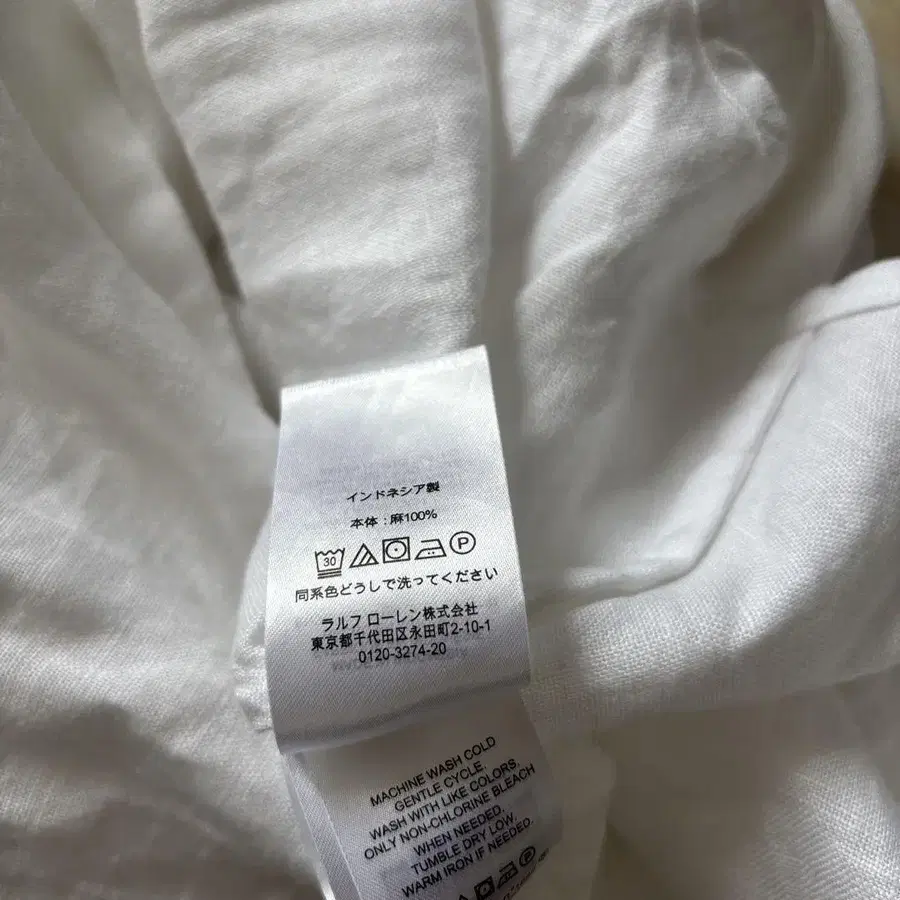 インドネシア製
本体 : 麻100%
30
P
同系色どうしで洗ってください
ラルフ ローレン株式会社
東京都千代田区永田町2-10-1
0120-3274-20
MACHINE WASH COLD
GENTLE CYCLE.
WASH WITH LIKE COLORS.
ONLY NON-CHLORINE BLEACH
WHEN NEEDED.
TUMBLE DRY LOW.
WARM IRON IF NEEDED.